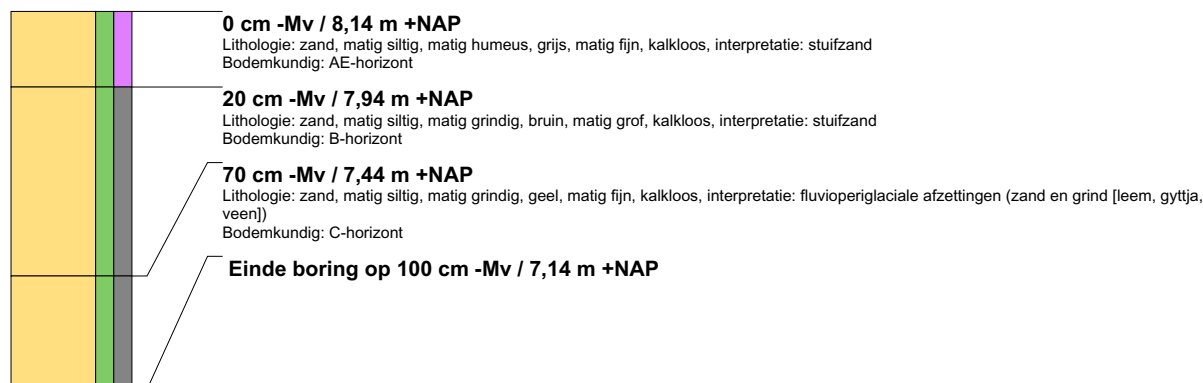 0 cm -Mv / 8,14 m +NAP
Lithologie: zand, matig siltig, matig humeus, grijs, matig fijn, kalkloos, interpretatie: stuifzand
Bodemkundig: AE-horizont
20 cm -Mv / 7,94 m +NAP
Lithologie: zand, matig siltig, matig grindig, bruin, matig grof, kalkloos, interpretatie: stuifzand
Bodemkundig: B-horizont
70 cm -Mv / 7,44 m +NAP
Lithologie: zand, matig siltig, matig grindig, geel, matig fijn, kalkloos, interpretatie: fluvioperiglaciale afzettingen (zand en grind [leem, gyttja,
veen])
Bodemkundig: C-horizont
Einde boring op 100 cm -Mv / 7,14 m +NAP